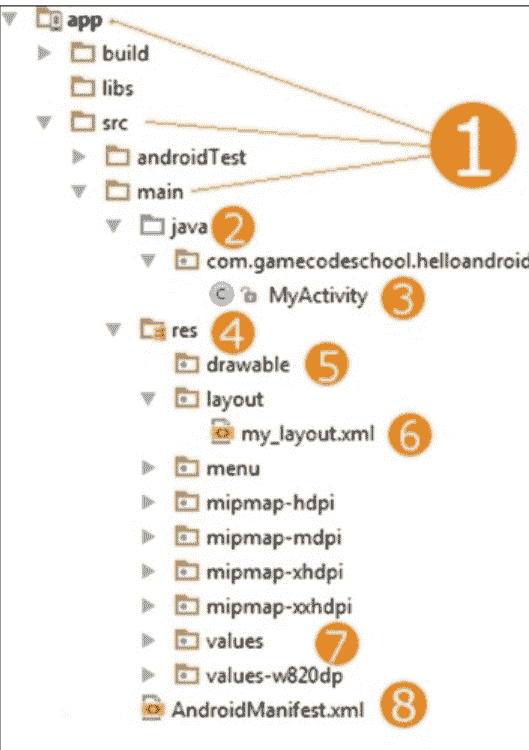 app
build
libs
1
src
androidTest
main
java 2
com.gamecodeschool.helloandroid
C MyActivity 3
res 4
drawable 5
layout
<> my_layout.xml 6
menu
mipmap-hdpi
mipmap-mdpi
mipmap-xhdpi
mipmap-xxhdpi
values 7
values-w820dp
<> AndroidManifest.xml 8